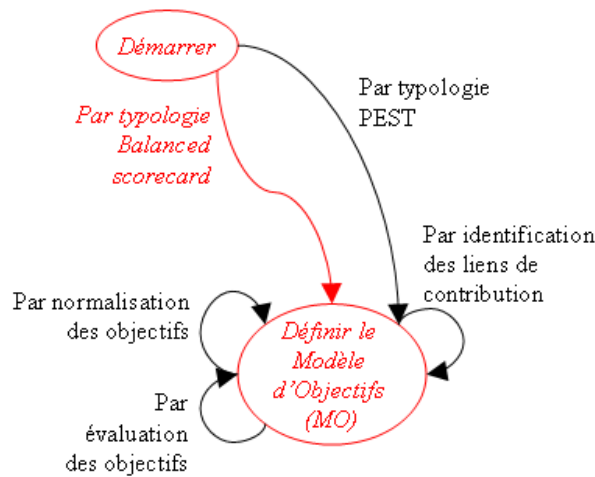 Démarrer
Par typologie
PEST
Par typologie
Balanced
scorecard
Par identification
des liens de
contribution
Par normalisation
des objectifs
Définir le
Modèle
d'Objectifs
(MO)
Par
évaluation
des objectifs